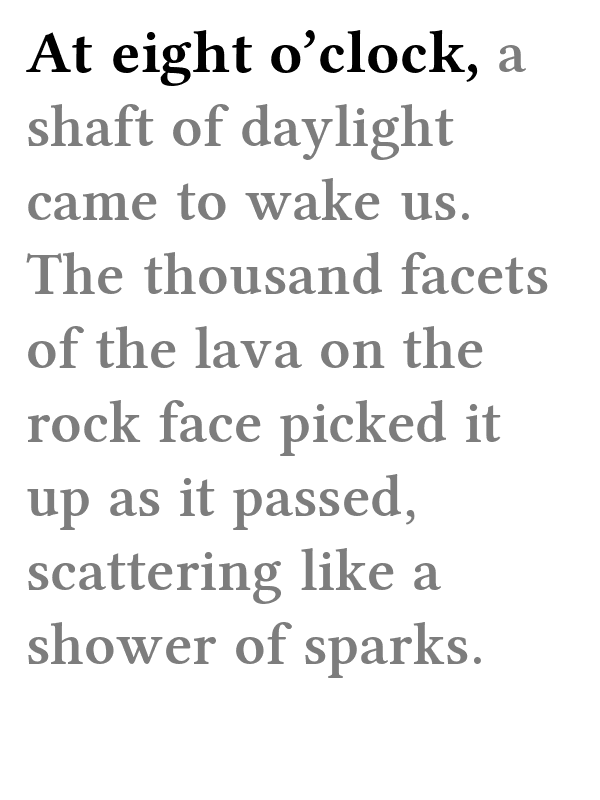 At eight o’clock, a
shaft of daylight
came to wake us.
The thousand facets
of the lava on the
rock face picked it
up as it passed,
scattering like a
shower of sparks.